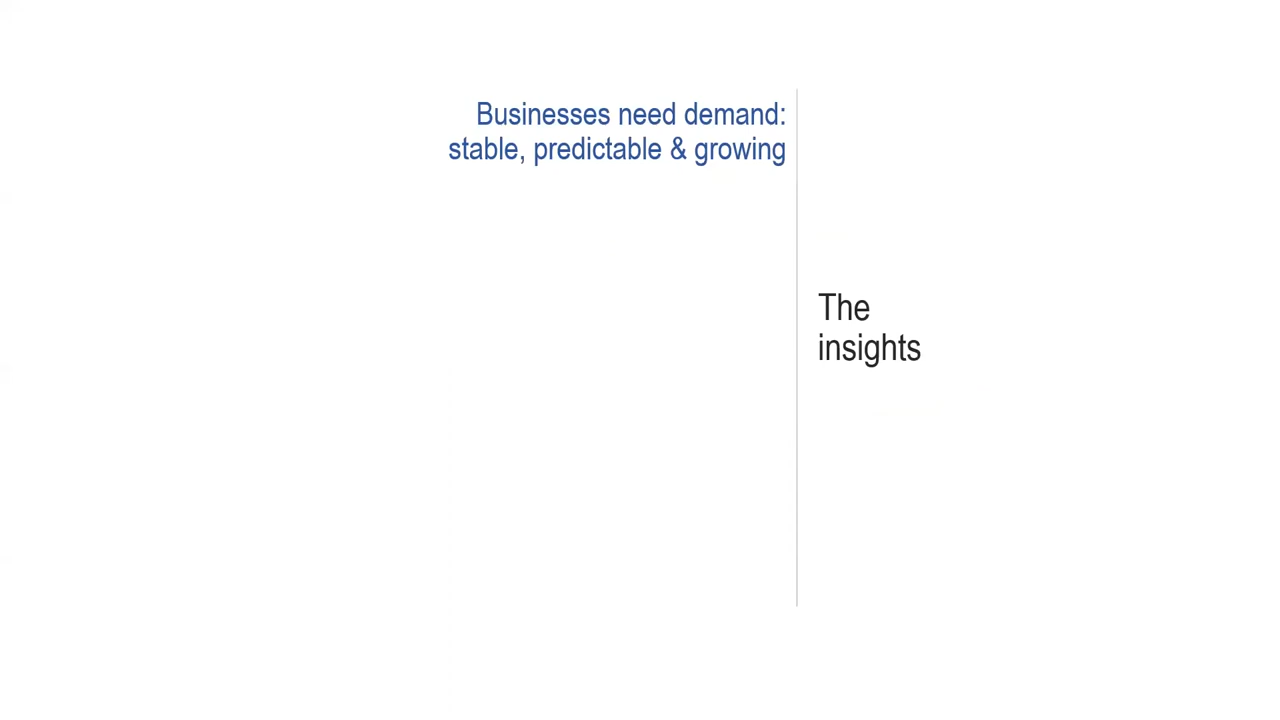 Businesses need demand:
stable, predictable & growing
The
insights